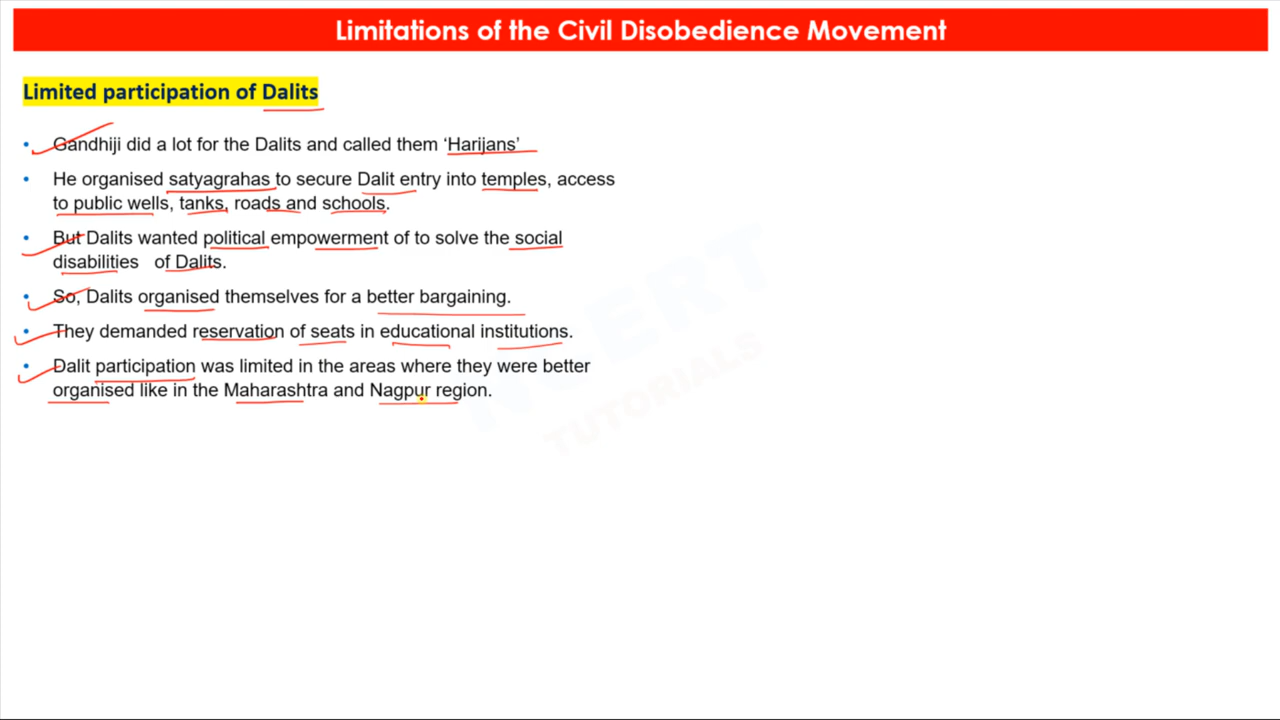 Limitations of the Civil Disobedience Movement
Limited participation of Dalits
• Gandhiji did a lot for the Dalits and called them ‘Harijans’
• He organised satyagrahas to secure Dalit entry into temples, access
to public wells, tanks, roads and schools.
• But Dalits wanted political empowerment of to solve the social
disabilities of Dalits.
• So, Dalits organised themselves for a better bargaining.
• They demanded reservation of seats in educational institutions.
• Dalit participation was limited in the areas where they were better
organised like in the Maharashtra and Nagpur region.
NCERT
TUTORIALS